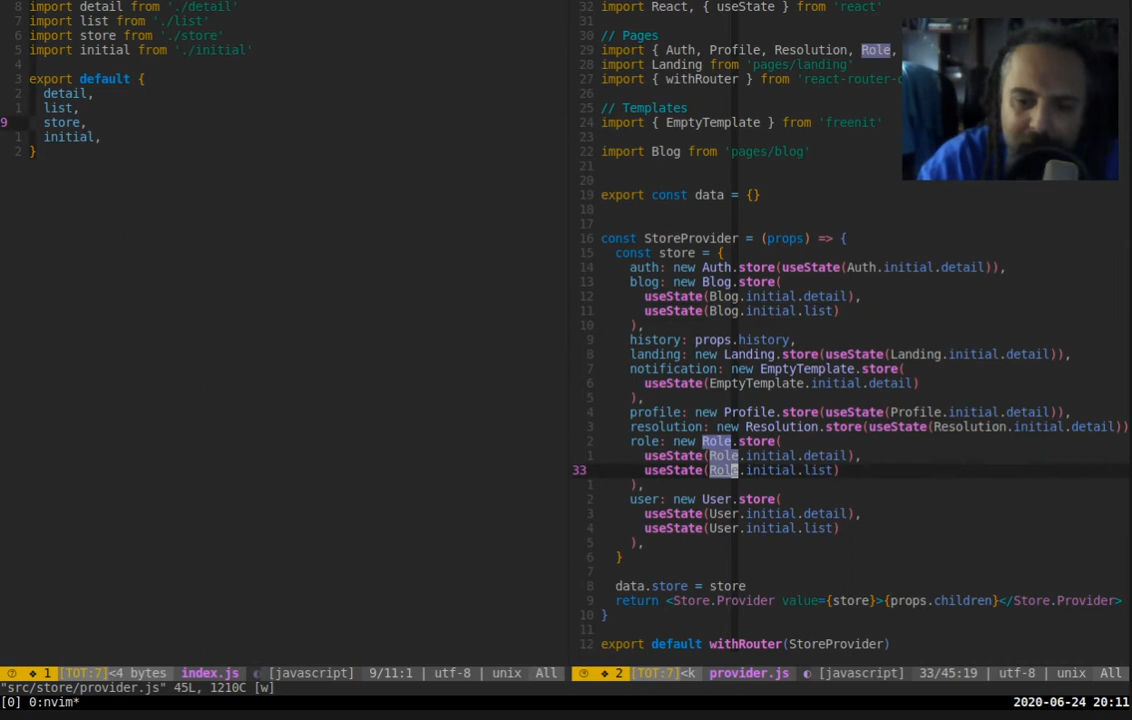 8 import detail from './detail'
7 import list from './list'
6 import store from './store'
5 import initial from './initial'
4
3 export default {
2 detail,
1 list,
9 store,
1 initial,
2 }
32 import React, { useState } from 'react'
31
30 // Pages
29 import { Auth, Profile, Resolution, Role,
28 import Landing from 'pages/landing'
27 import { withRouter } from 'react-router-d
26
25 // Templates
24 import { EmptyTemplate } from 'freenit'
23
22 import Blog from 'pages/blog'
21
20
19 export const data = {}
18
17
16 const StoreProvider = (props) => {
15 const store = {
14 auth: new Auth.store(useState(Auth.initial.detail)),
13 blog: new Blog.store(
12 useState(Blog.initial.detail),
11 useState(Blog.initial.list)
10 ),
9 history: props.history,
8 landing: new Landing.store(useState(Landing.initial.detail)),
7 notification: new EmptyTemplate.store(
6 useState(EmptyTemplate.initial.detail)
5 ),
4 profile: new Profile.store(useState(Profile.initial.detail)),
3 resolution: new Resolution.store(useState(Resolution.initial.detail))
2 role: new Role.store(
1 useState(Role.initial.detail),
33 useState(Role.initial.list)
1 ),
2 user: new User.store(
3 useState(User.initial.detail),
4 useState(User.initial.list)
5 ),
6 }
7
8 data.store = store
9 return <Store.Provider value={store}>{props.children}</Store.Provider>
10 }
11
12 export default withRouter(StoreProvider)
1 [TOT:7]<4 bytes index.js [javascript] 9/11:1 | utf-8 | unix All
2 [TOT:7]<k provider.js [javascript] 33/45:19 | utf-8 | unix All
"src/store/provider.js" 45L, 1210C [w]
[0] 0:nvim* 2020-06-24 20:11